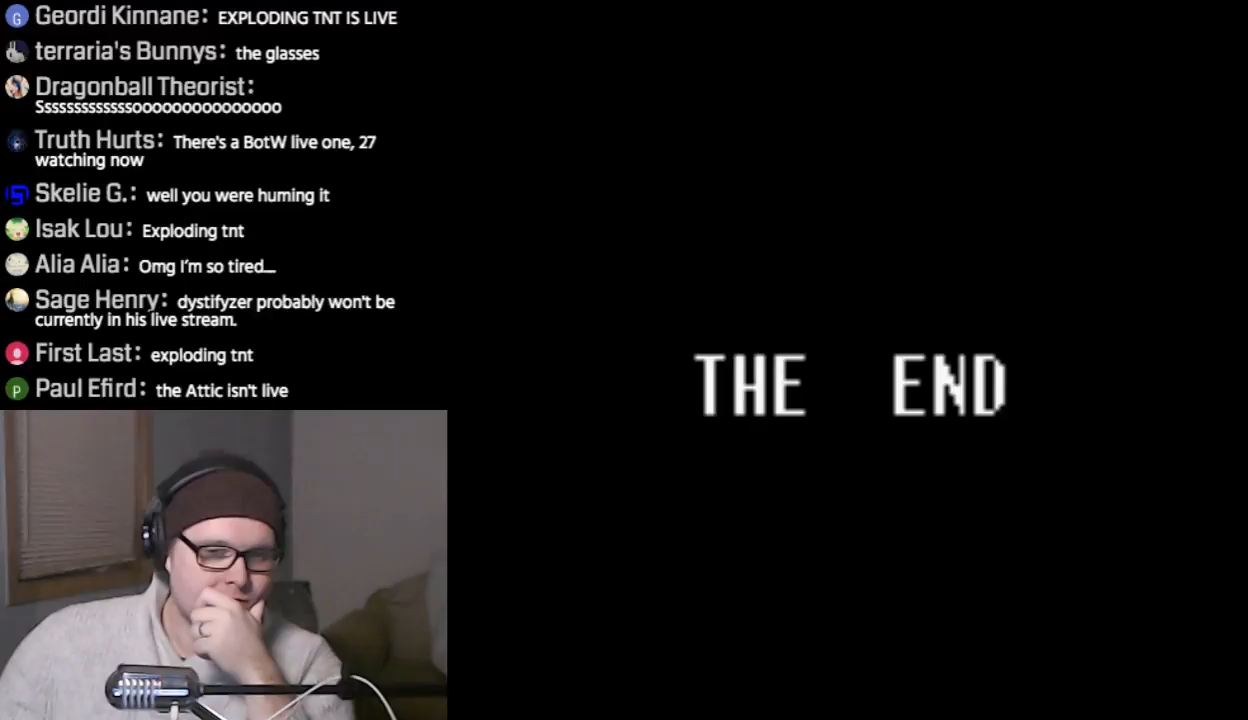 G Geordi Kinnane: EXPLODING TNT IS LIVE
terraria's Bunnys: the glasses
Dragonball Theorist:
Ssssssssssssooooooooooooooo
Truth Hurts: There's a BotW live one, 27
watching now
Skelie G.: well you were huming it
Isak Lou: Exploding tnt
Alia Alia: Omg I'm so tired....
Sage Henry: dystifyzer probably won't be
currently in his live stream.
First Last: exploding tnt
p Paul Efird: the Attic isn't live
THE END